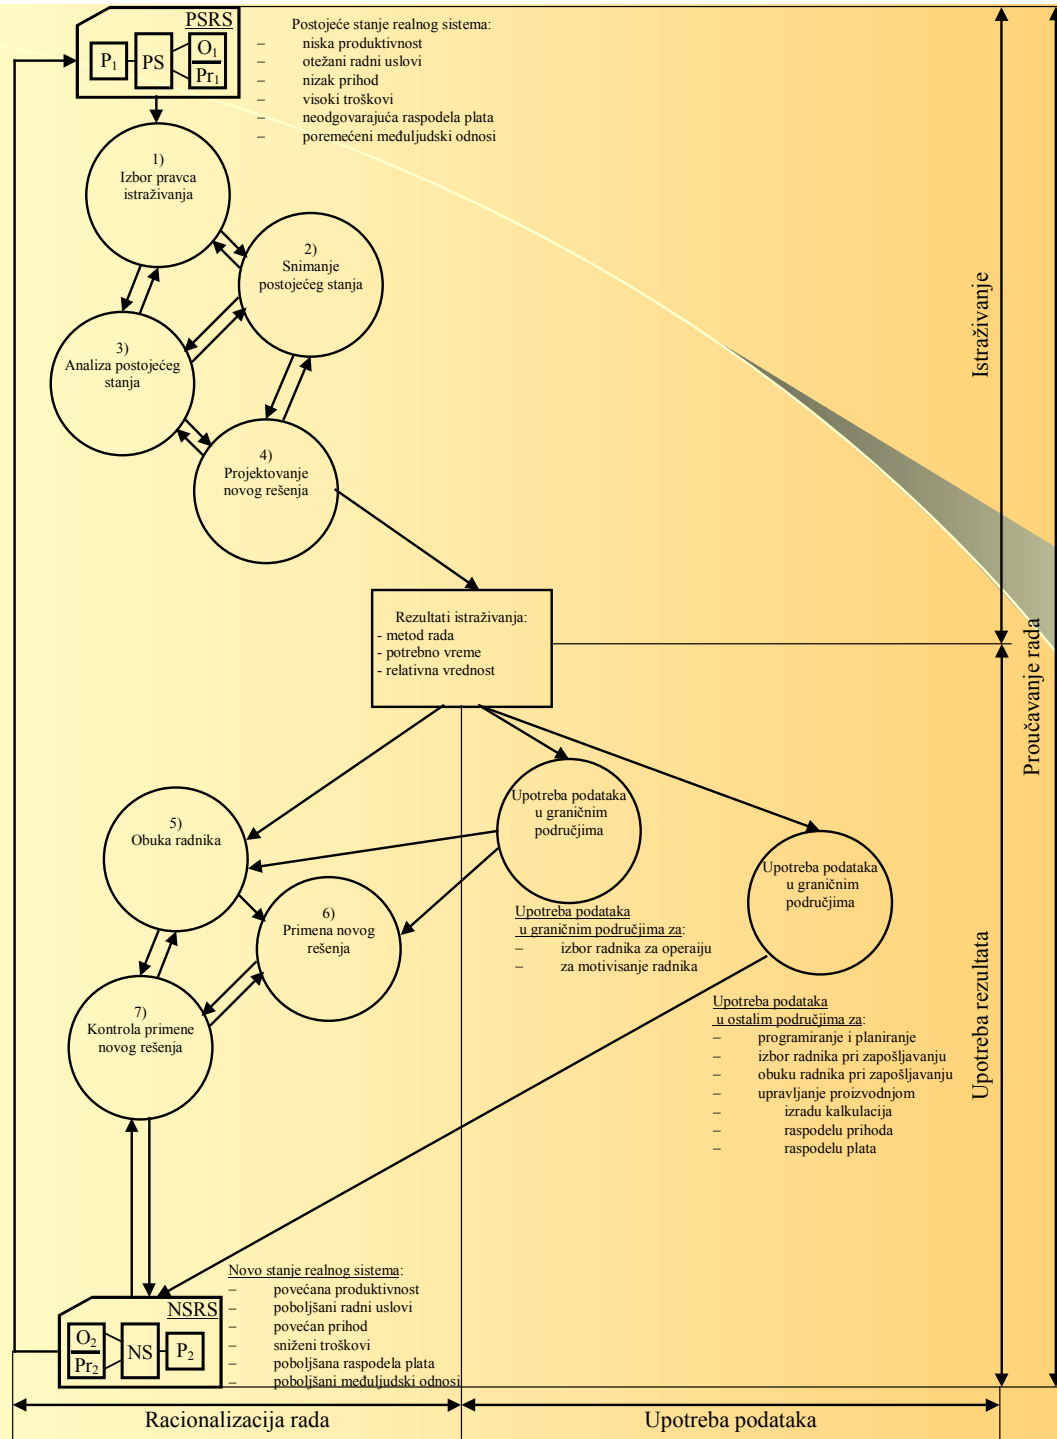 PSRS
P1
PS
O1
Pr1
Postojeće stanje realnog sistema:
– niska produktivnost
– otežani radni uslovi
– nizak prihod
– visoki troškovi
– neodgovarajuća raspodela plata
– poremećeni međuljudski odnosi
1)
Izbor pravca
istraživanja
2)
Snimanje
postojećeg stanja
3)
Analiza postojećeg
stanja
4)
Projektovanje
novog rešenja
Istraživanje
Rezultati istraživanja:
- metod rada
- potrebno vreme
- relativna vrednost
Proučavanje rada
5)
Obuka radnika
Upotreba podataka
u graničnim
područjima
Upotreba podataka
u graničnim
područjima
6)
Primena novog
rešenja
Upotreba podataka
u graničnim područjima za:
– izbor radnika za operaiju
– za motivisanje radnika
7)
Kontrola primene
novog rešenja
Upotreba podataka
u ostalim područjima za:
– programiranje i planiranje
– izbor radnika pri zapošljavanju
– obuku radnika pri zapošljavanju
– upravljanje proizvodnjom
– izradu kalkulacija
– raspodelu prihoda
– raspodelu plata
Upotreba rezultata
Novo stanje realnog sistema:
– povećana produktivnost
– poboljšani radni uslovi
– povećan prihod
– sniženi troškovi
– poboljšana raspodela plata
– poboljšani međuljudski odnosi
NSRS
O2
Pr2
NS
P2
Racionalizacija rada
Upotreba podataka